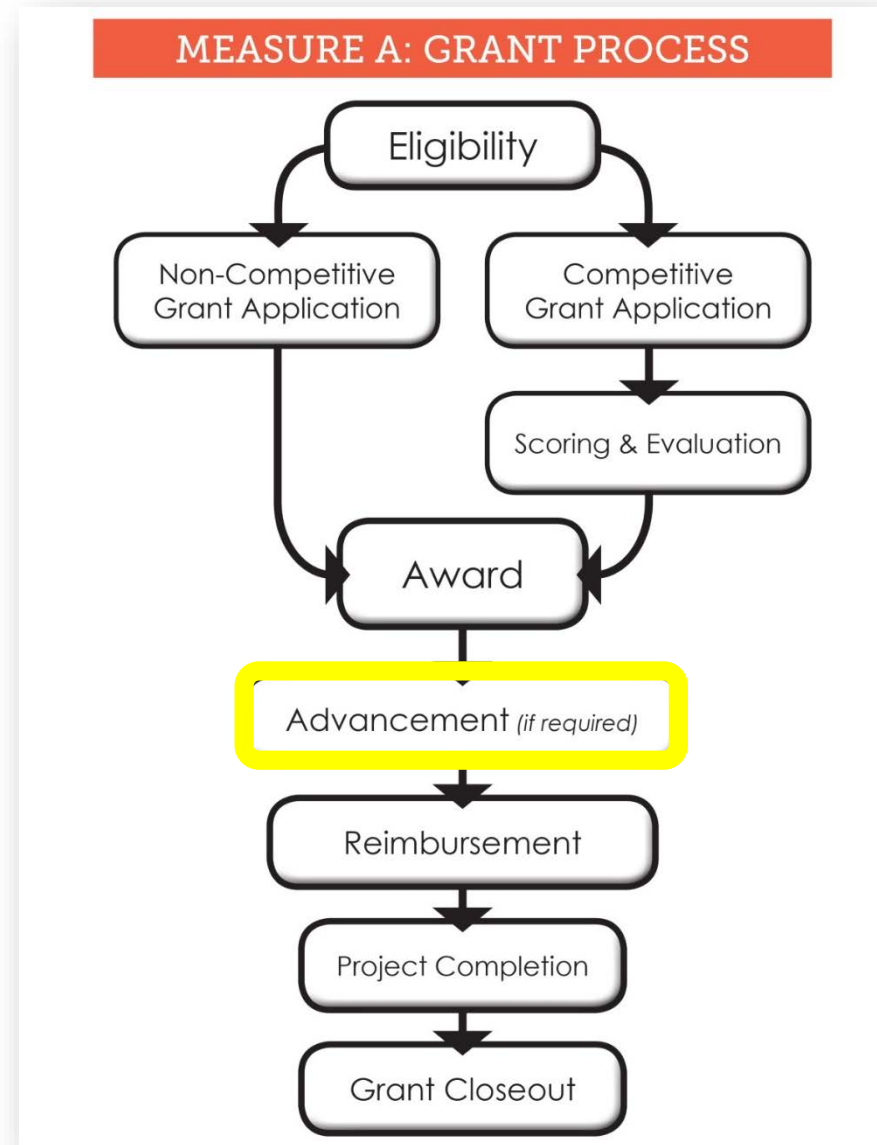 MEASURE A: GRANT PROCESS
Eligibility
Non-Competitive
Grant Application
Competitive
Grant Application
Scoring & Evaluation
Award
Advancement (if required)
Reimbursement
Project Completion
Grant Closeout